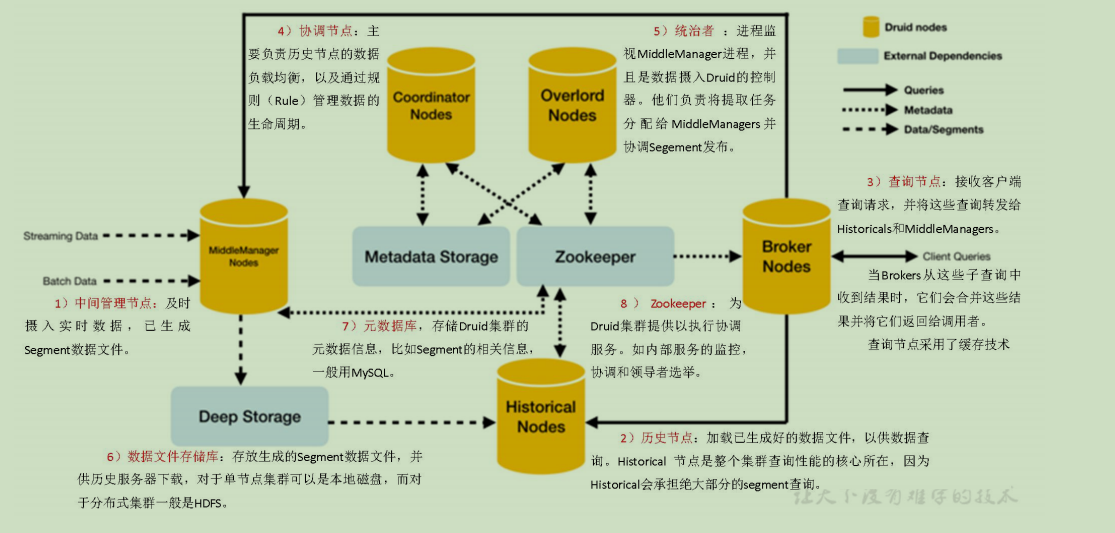 4）协调节点：主
要负责历史节点的数据
负载均衡，以及通过规
则（Rule）管理数据的
生命周期。
Coordinator
Nodes
Overlord
Nodes
5）统治者 ：进程监
视MiddleManager进程，并
且是数据摄入Druid的控制
器。他们负责将提取任务
分配给MiddleManagers并
协调Segement发布。
Druid nodes
External Dependencies
Queries
Metadata
Data/Segments
3）查询节点：接收客户端
查询请求，并将这些查询转发给
Historicals和MiddleManagers。
Streaming Data
Batch Data
MiddleManager
Nodes
Metadata Storage
Zookeeper
Broker
Nodes
Client Queries
当Brokers从这些子查询中
收到结果时，它们会合并这些结
果并将它们返回给调用者。
查询节点采用了缓存技术
1）中间管理节点：及时
摄入实时数据，已生成
Segment数据文件。
7）元数据库，存储Druid集群的
元数据信息，比如Segment的相关信息，
一般用MySQL。
8） Zookeeper： 为
Druid集群提供以执行协调
服务。如内部服务的监控，
协调和领导者选举。
Deep Storage
Historical
Nodes
6）数据文件存储库：存放生成的Segment数据文件，并
供历史服务器下载，对于单节点集群可以是本地磁盘，而对
于分布式集群一般是HDFS。
2）历史节点：加载已生成好的数据文件，以供数据查
询。Historical 节点是整个集群查询性能的核心所在，因为
Historical会承担绝大部分的segment查询。
让天下没有难学的技术